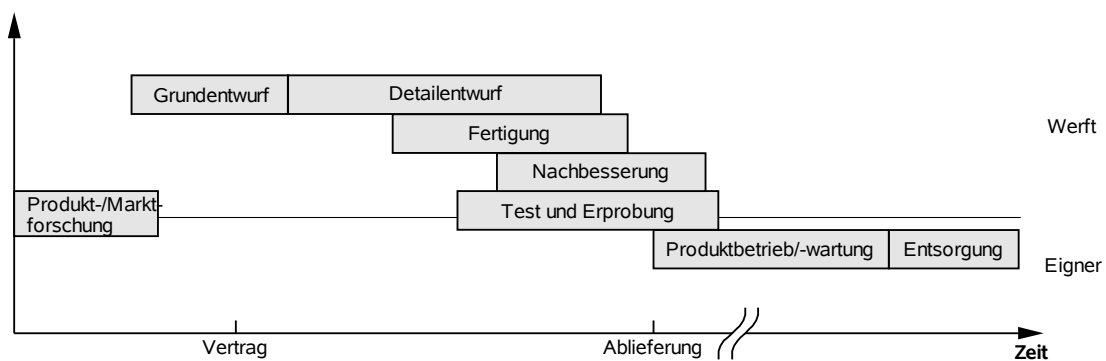 Grundentwurf
Detailentwurf
Fertigung
Werft
Nachbesserung
Produkt-/Markt-
forschung
Test und Erprobung
Produktbetrieb/-wartung
Entsorgung
Eigner
Vertrag
Ablieferung
Zeit